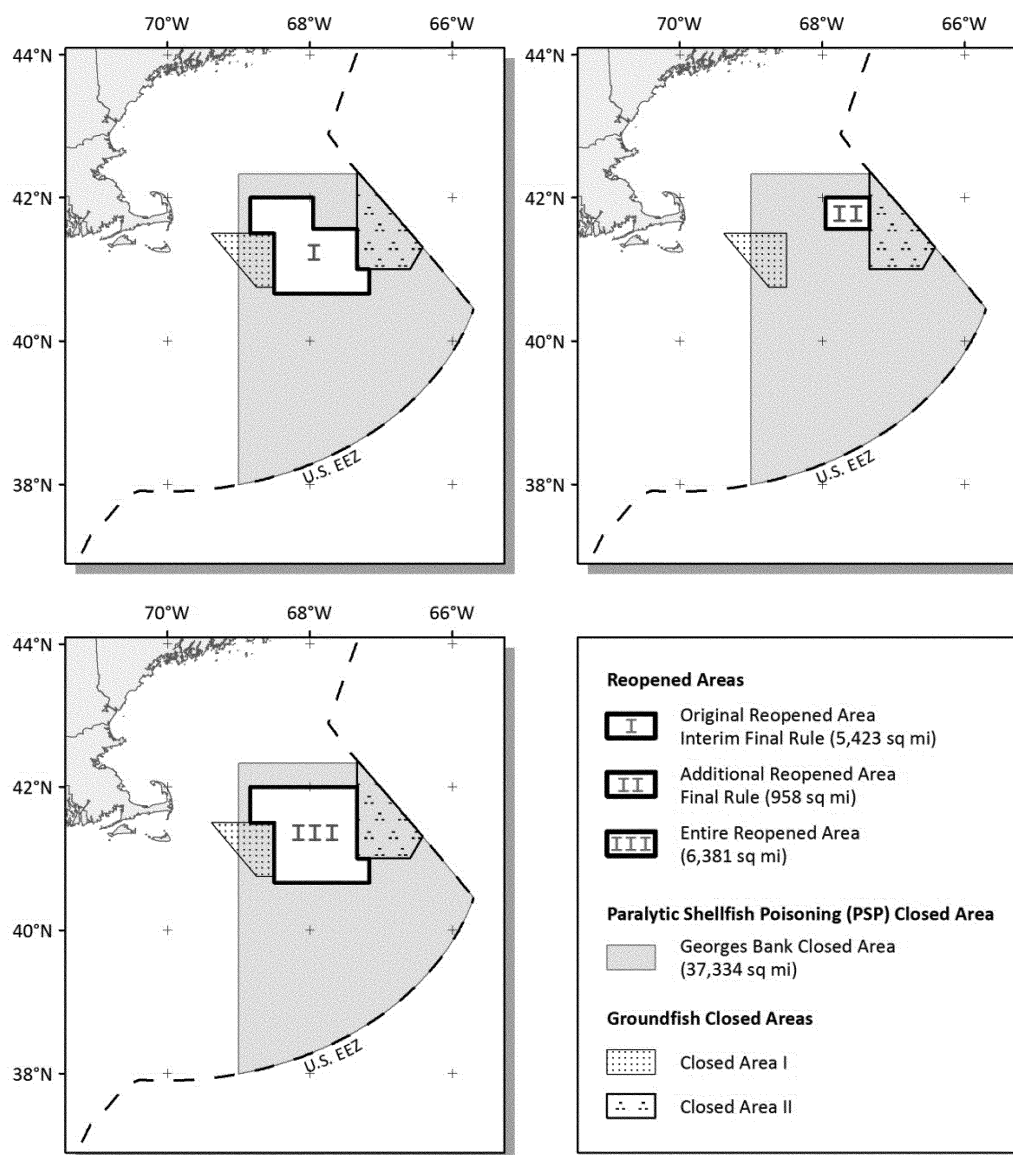 70°W 68°W 66°W
70°W 68°W 66°W
44°N
42°N
40°N
38°N
I
U.S. EEZ
44°N
42°N
40°N
38°N
II
U.S. EEZ
70°W 68°W 66°W
44°N
42°N
40°N
38°N
III
U.S. EEZ
Reopened Areas
I
Original Reopened Area
Interim Final Rule (5,423 sq mi)
II
Additional Reopened Area
Final Rule (958 sq mi)
III
Entire Reopened Area
(6,381 sq mi)
Paralytic Shellfish Poisoning (PSP) Closed Area
Georges Bank Closed Area
(37,334 sq mi)
Groundfish Closed Areas
Closed Area I
Closed Area II